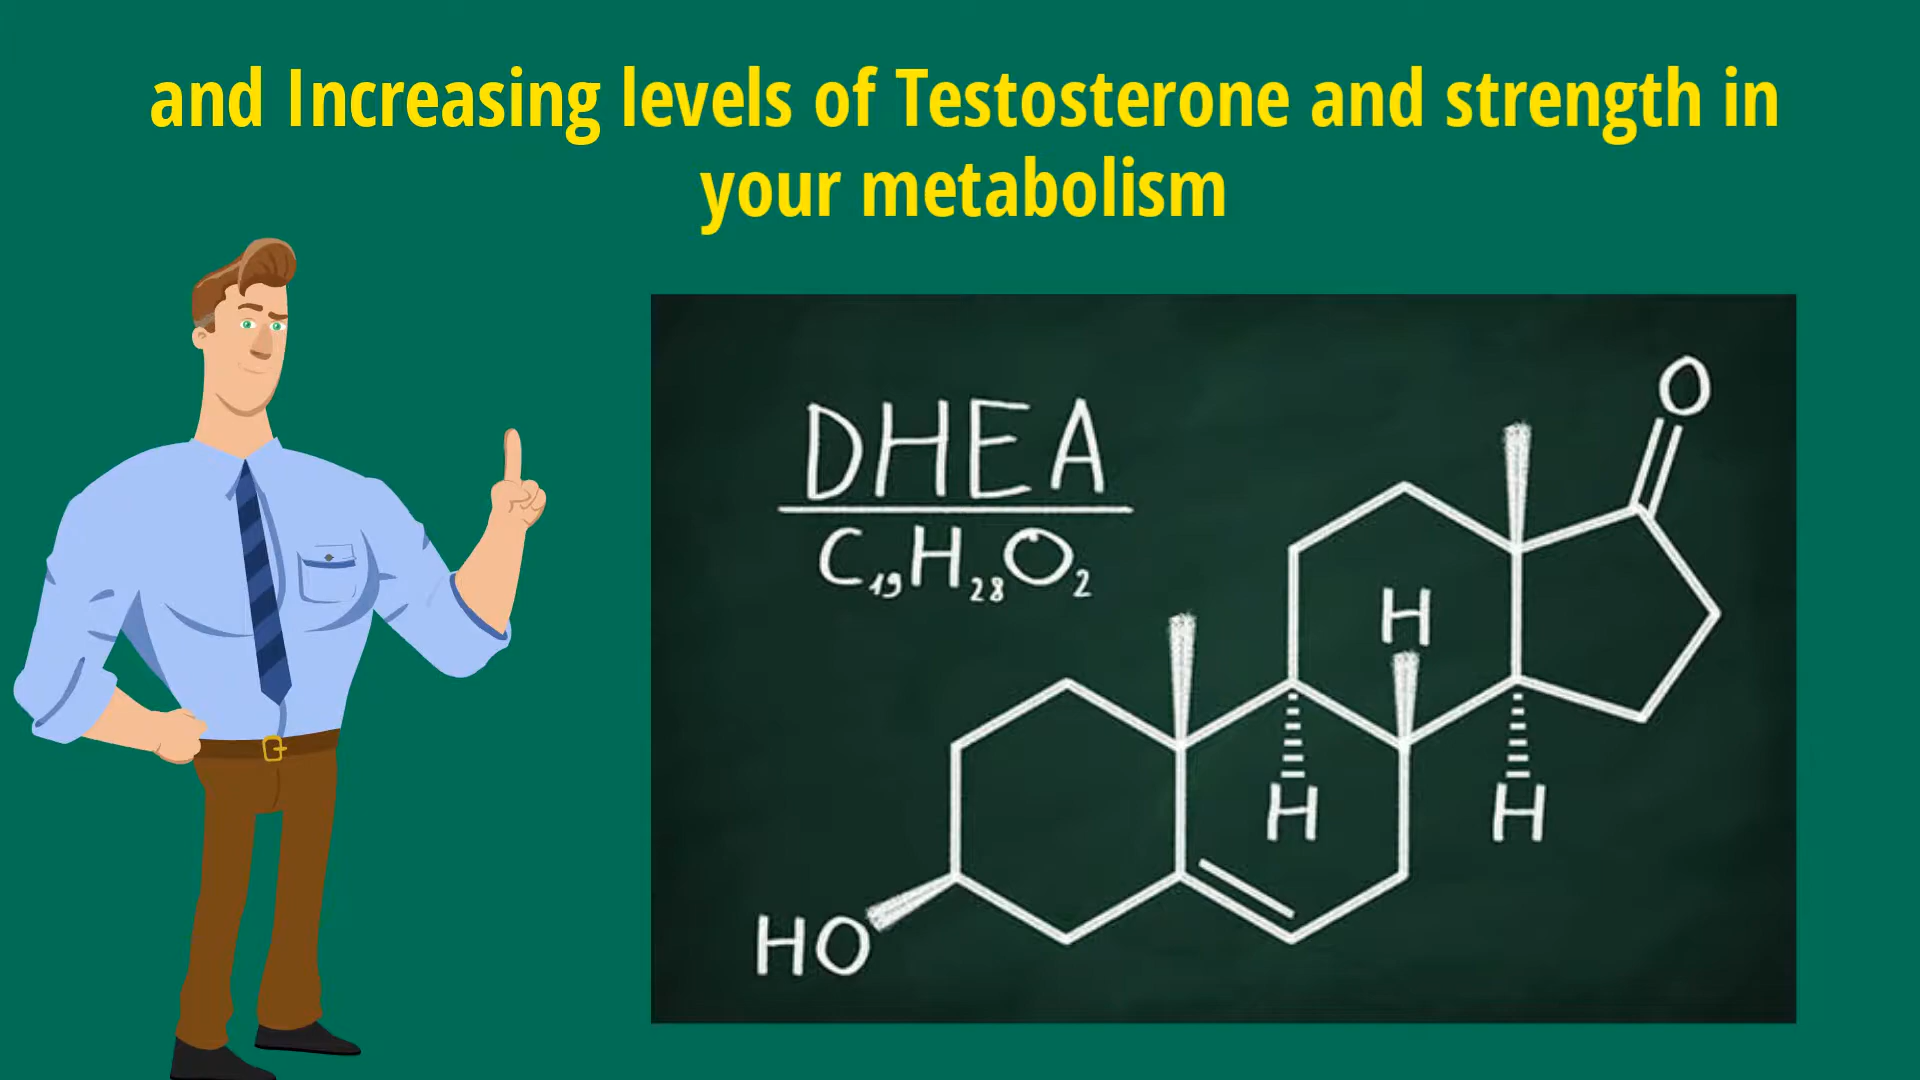 and Increasing levels of Testosterone and strength in
your metabolism
DHEA
C₁₉H₂₈O₂
O
H
H
H
HO